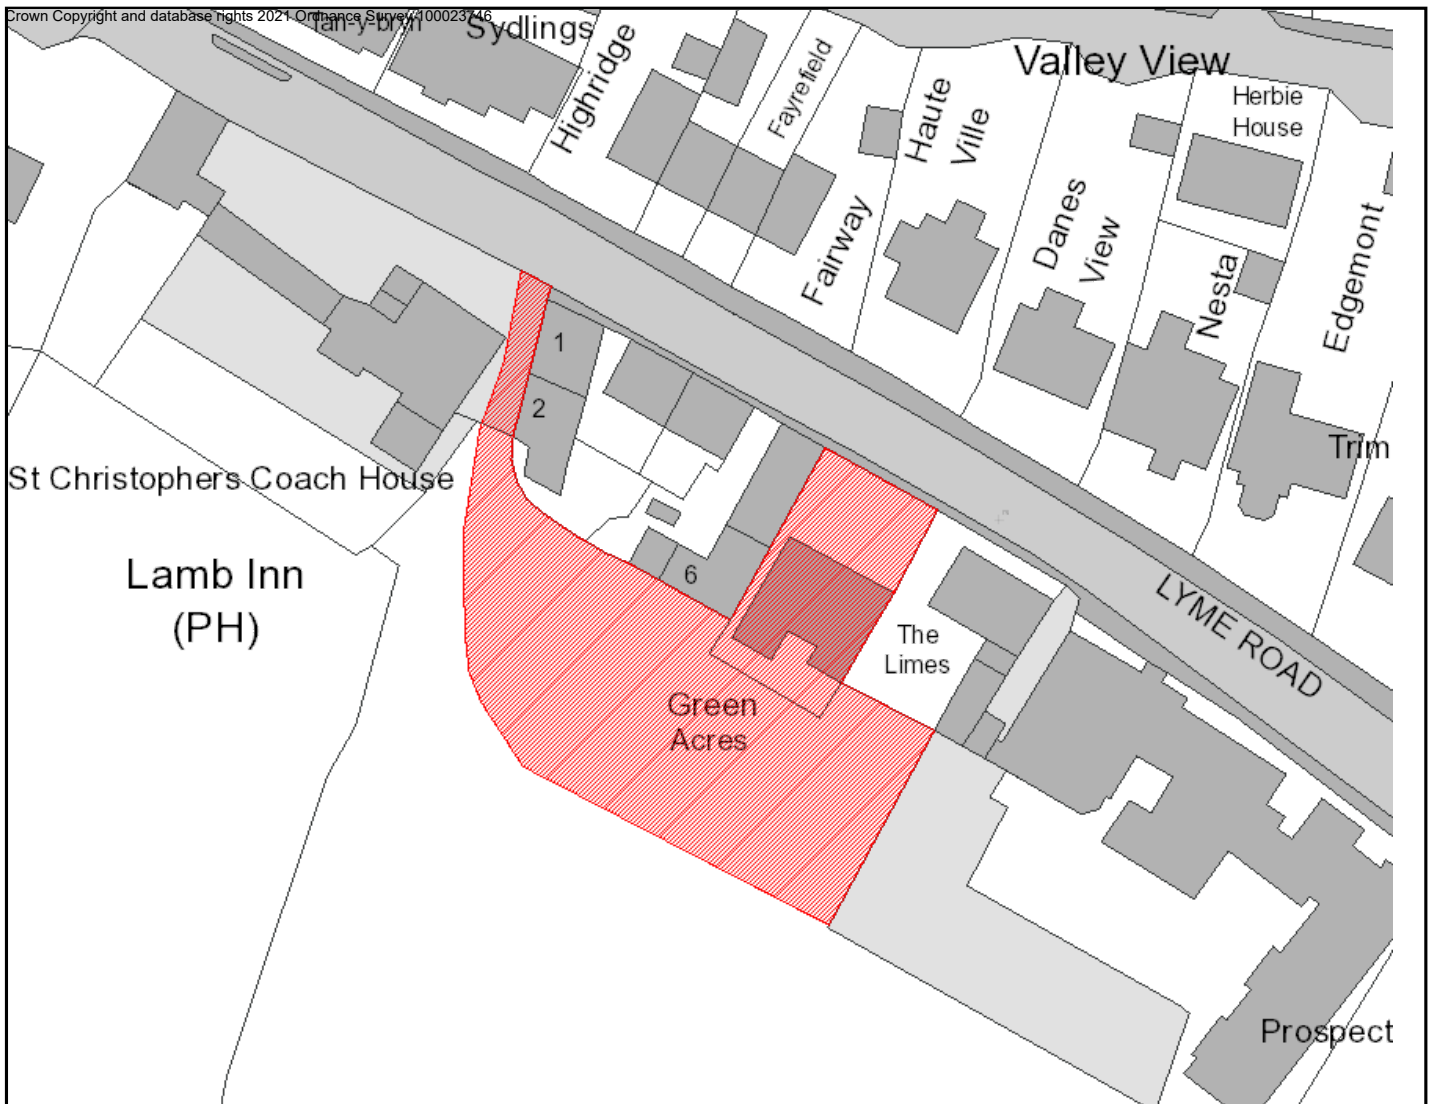 Crown Copyright and database rights 2021 Ordnance Survey 100023746
Tan-y-bryn
Sydlings
Highridge
Fayrefield
Valley View
Haute
Ville
Herbie
House
Fairway
Danes
View
Nesta
Edgemont
1
2
Trim
St Christophers Coach House
Lamb Inn
(PH)
6
LYME ROAD
The
Limes
Green
Acres
Prospect